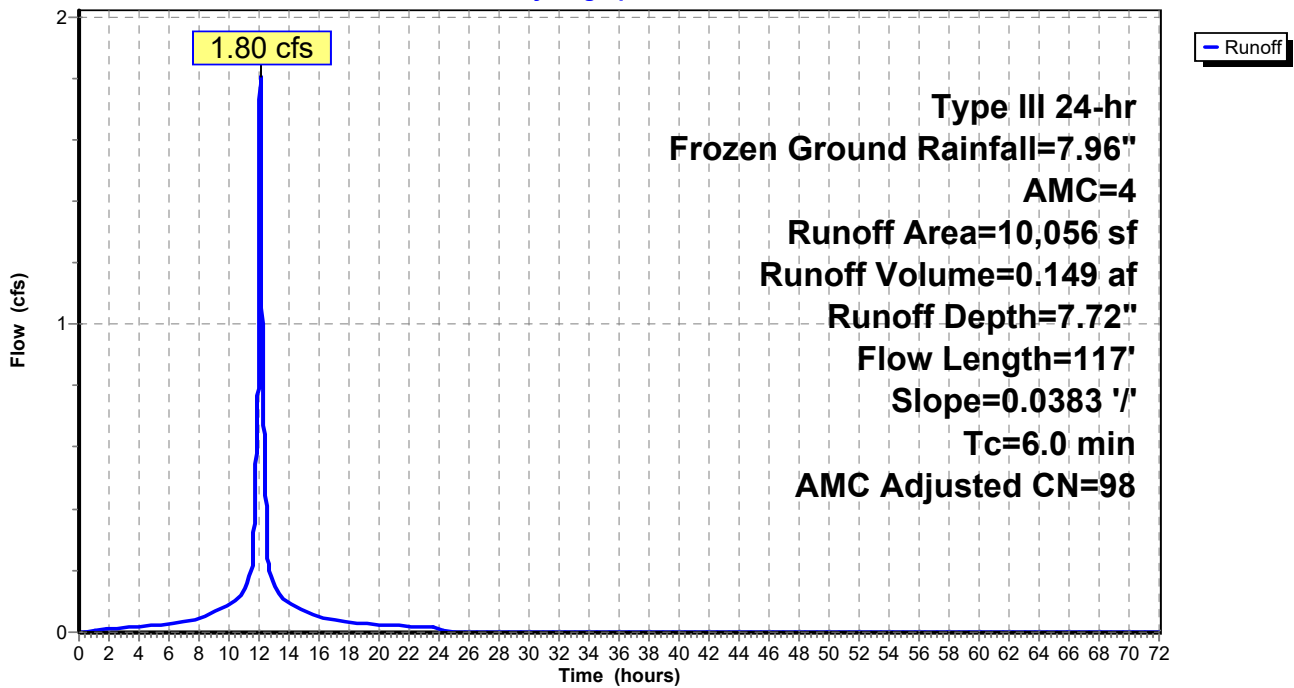 2
1.80 cfs
Runoff
Type III 24-hr
Frozen Ground Rainfall=7.96"
AMC=4
Runoff Area=10,056 sf
Runoff Volume=0.149 af
Runoff Depth=7.72"
Flow Length=117'
Slope=0.0383 '/'
Tc=6.0 min
AMC Adjusted CN=98
Flow (cfs)
1
0
0 2 4 6 8 10 12 14 16 18 20 22 24 26 28 30 32 34 36 38 40 42 44 46 48 50 52 54 56 58 60 62 64 66 68 70 72
Time (hours)